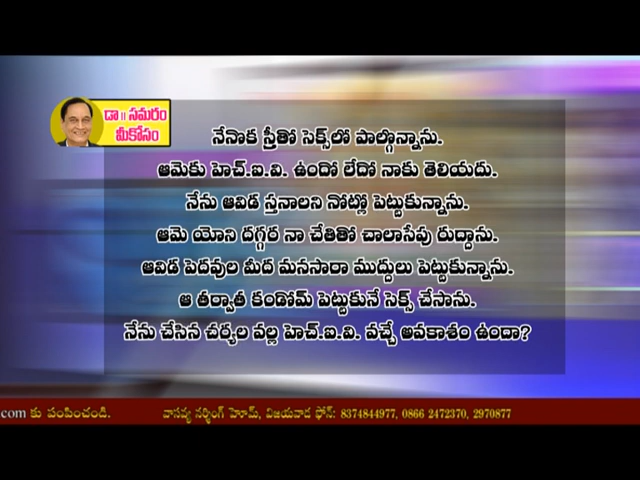 డా॥ సమరం
మీకోసం
నేనొక స్త్రీతో సెక్స్‌లో పాల్గొన్నాను.
ఆమెకు హెచ్.ఐ.వి. ఉందో లేదో నాకు తెలియదు.
నేను ఆవిడ స్తనాలని నోట్లో పెట్టుకున్నాను.
ఆమె యోని దగ్గర నా చేతితో చాలాసేపు రుద్దాను.
ఆవిడ పెదవుల మీద మనసారా ముద్దులు పెట్టుకున్నాను.
ఆ తర్వాత కండోమ్ పెట్టుకునే సెక్స్ చేసాను.
నేను చేసిన చర్యల వల్ల హెచ్.ఐ.వి. వచ్చే అవకాశం ఉందా?
.com కు పంపించండి. వాసవ్య నర్సింగ్ హోమ్, విజయవాడ ఫోన్: 8374844977, 0866 2472370, 2970877